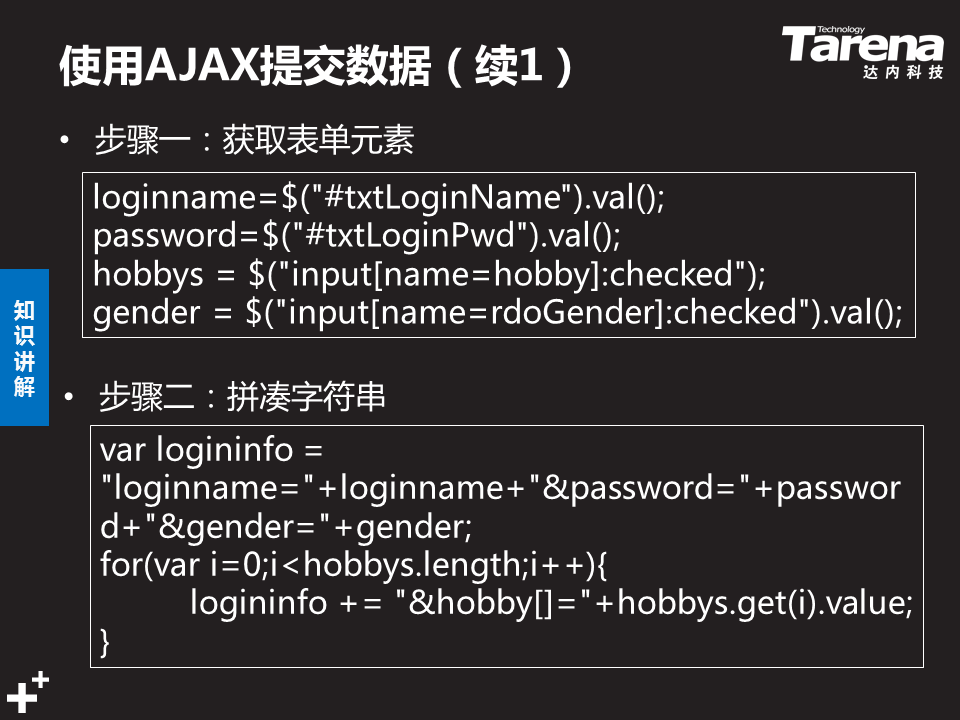 使用AJAX提交数据（续1）
Technology
Tarena
达内科技
• 步骤一：获取表单元素
loginname=$("#txtLoginName").val();
password=$("#txtLoginPwd").val();
hobbys = $("input[name=hobby]:checked");
gender = $("input[name=rdoGender]:checked").val();
知
识
讲
解
• 步骤二：拼凑字符串
var logininfo =
"loginname="+loginname+"&password="+passwor
d+"&gender="+gender;
for(var i=0;i<hobbys.length;i++){
logininfo += "&hobby[]="+hobbys.get(i).value;
}